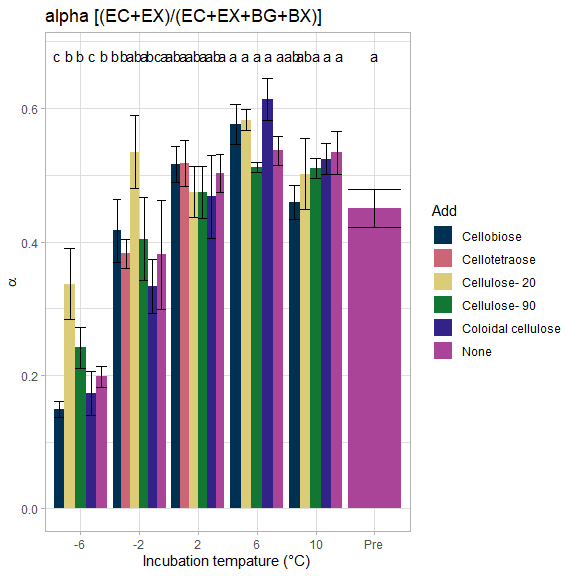 alpha [(EC+EX)/(EC+EX+BG+BX)]
c b b c b b b a a a a a a a a a
0.6
0.4
0.2
0.0
α
-6 -2 2 6 10 Pre
Incubation tempature (°C)
Add
Cellobiose
Cellotetraose
Cellulose- 20
Cellulose- 90
Coloidal cellulose
None